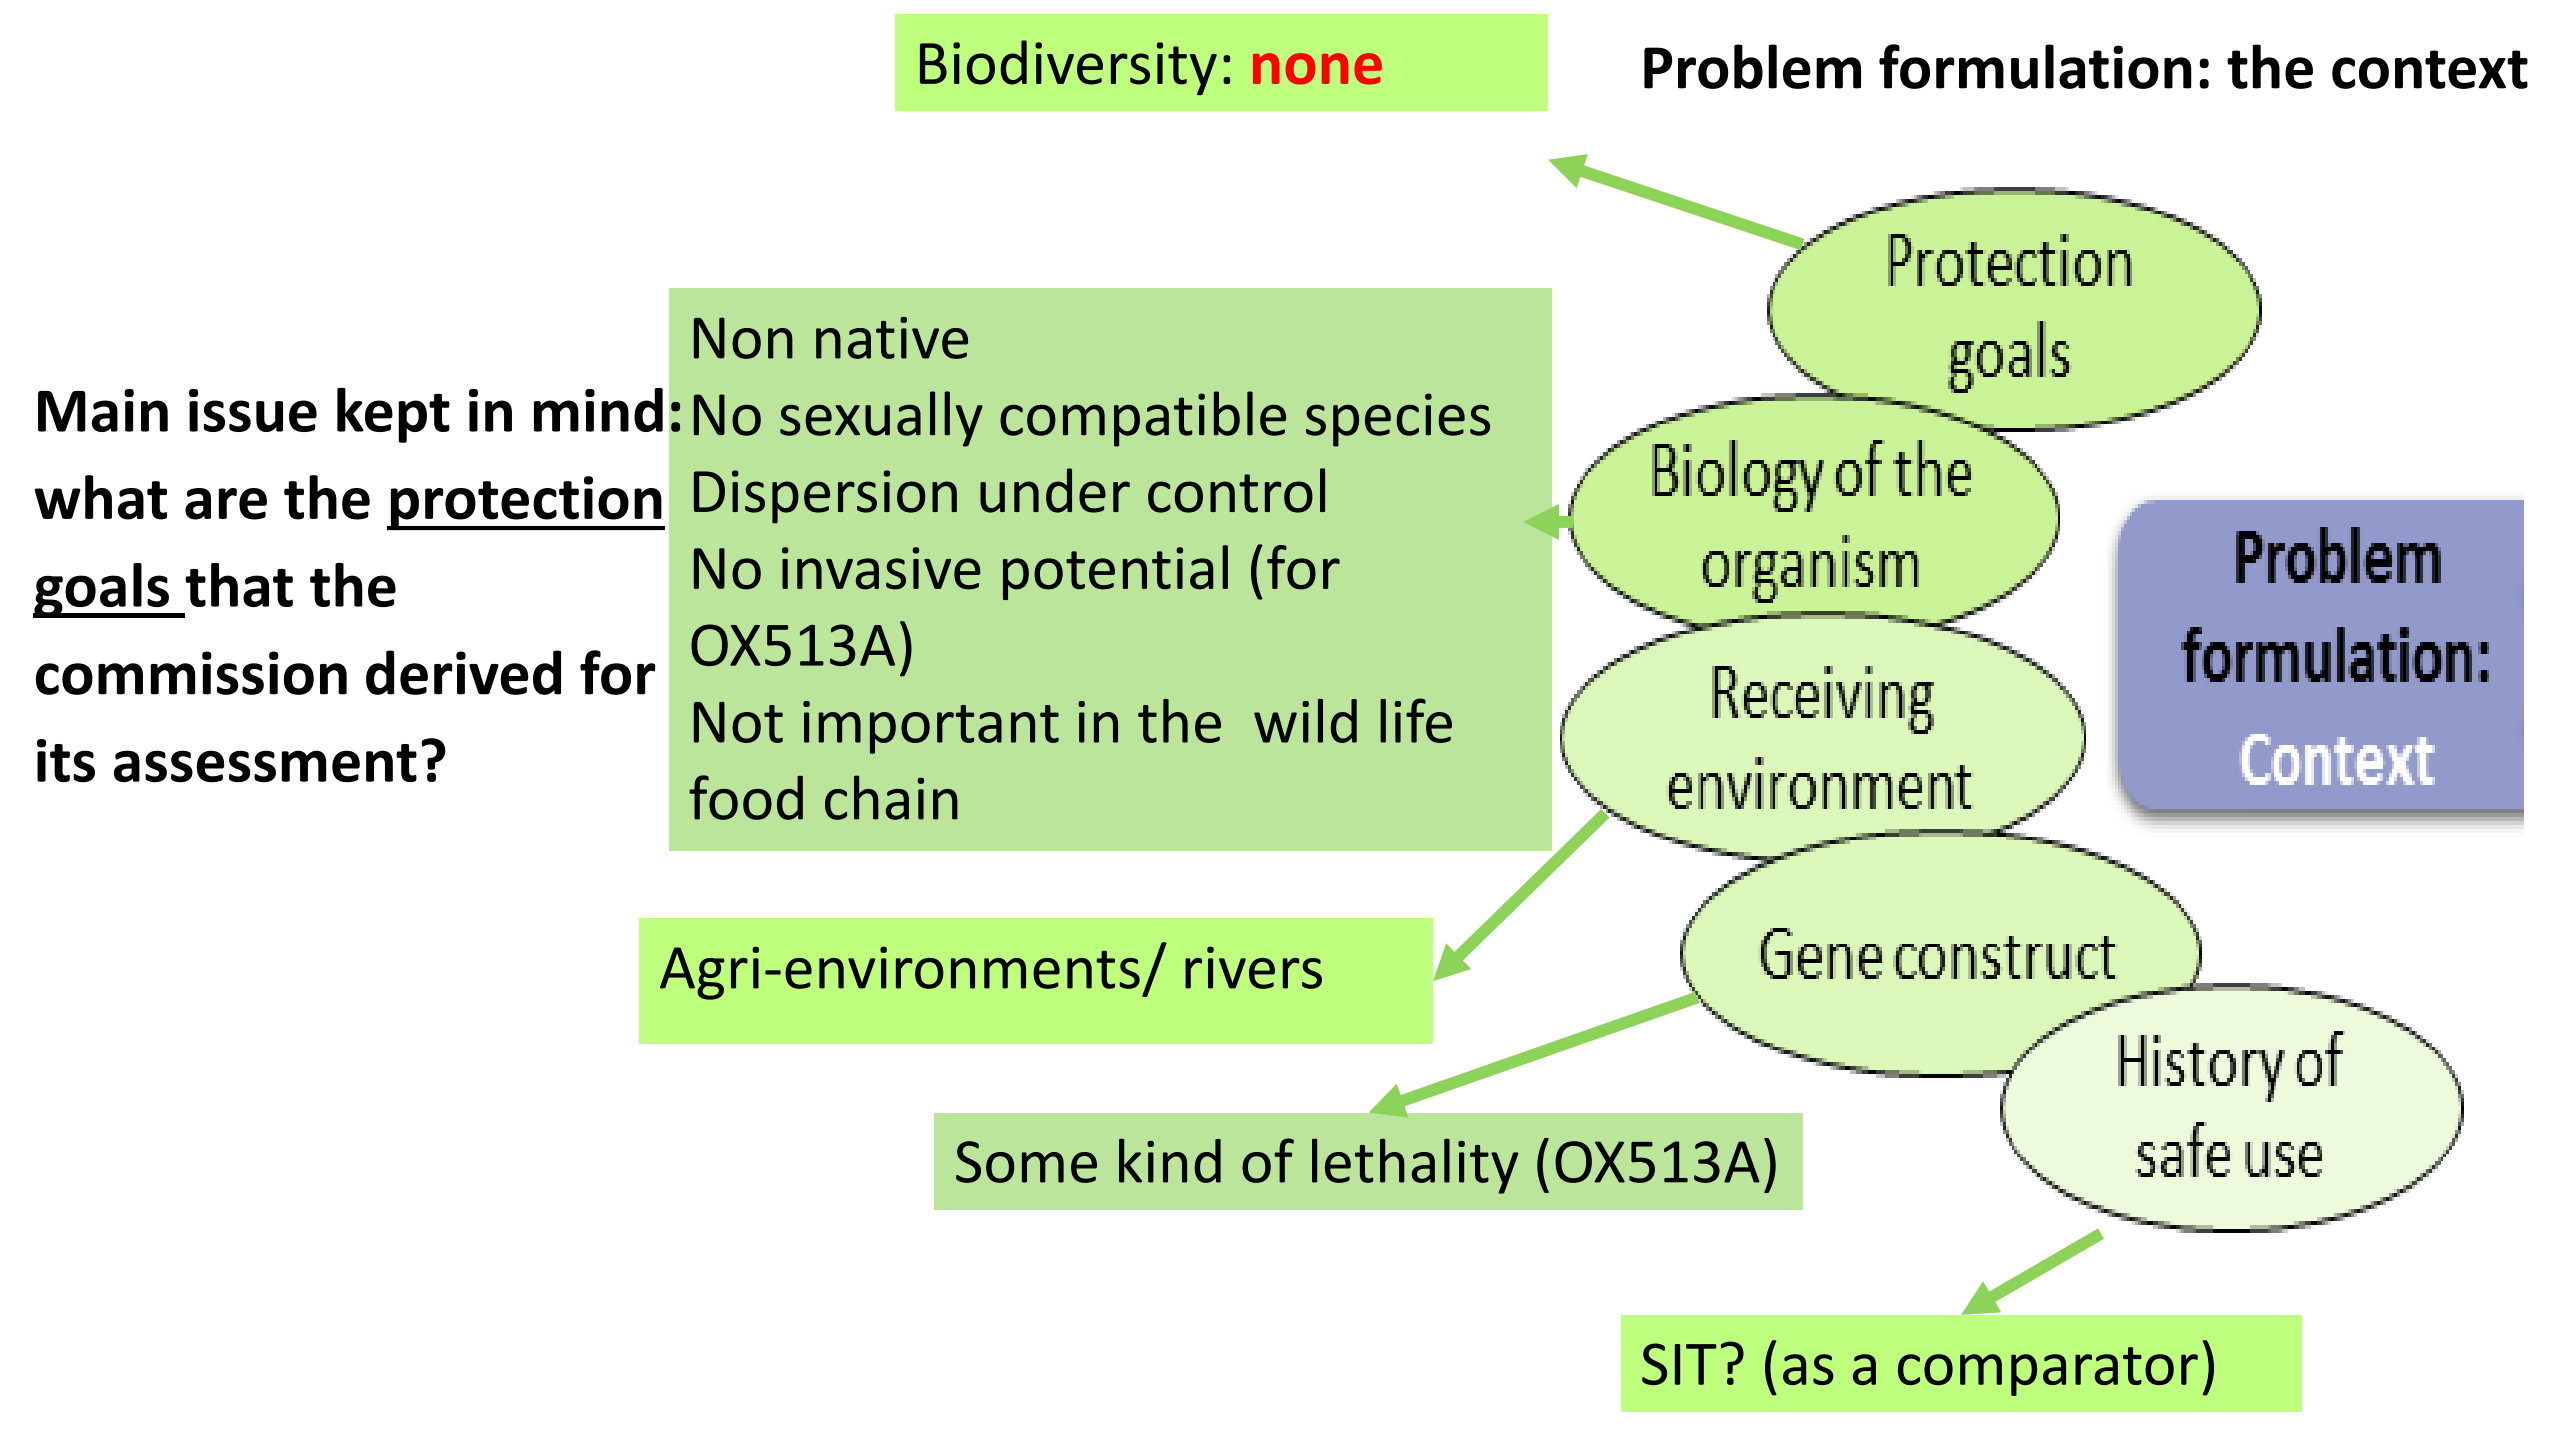 Biodiversity: none
Problem formulation: the context
Protection
goals
Main issue kept in mind:
what are the protection
goals that the
commission derived for
its assessment?
Non native
No sexually compatible species
Dispersion under control
No invasive potential (for
OX513A)
Not important in the  wild life
food chain
Biology of the
organism
Problem
formulation:
Context
Receiving
environment
Agri-environments/ rivers
Gene construct
Some kind of lethality (OX513A)
History of
safe use
SIT? (as a comparator)